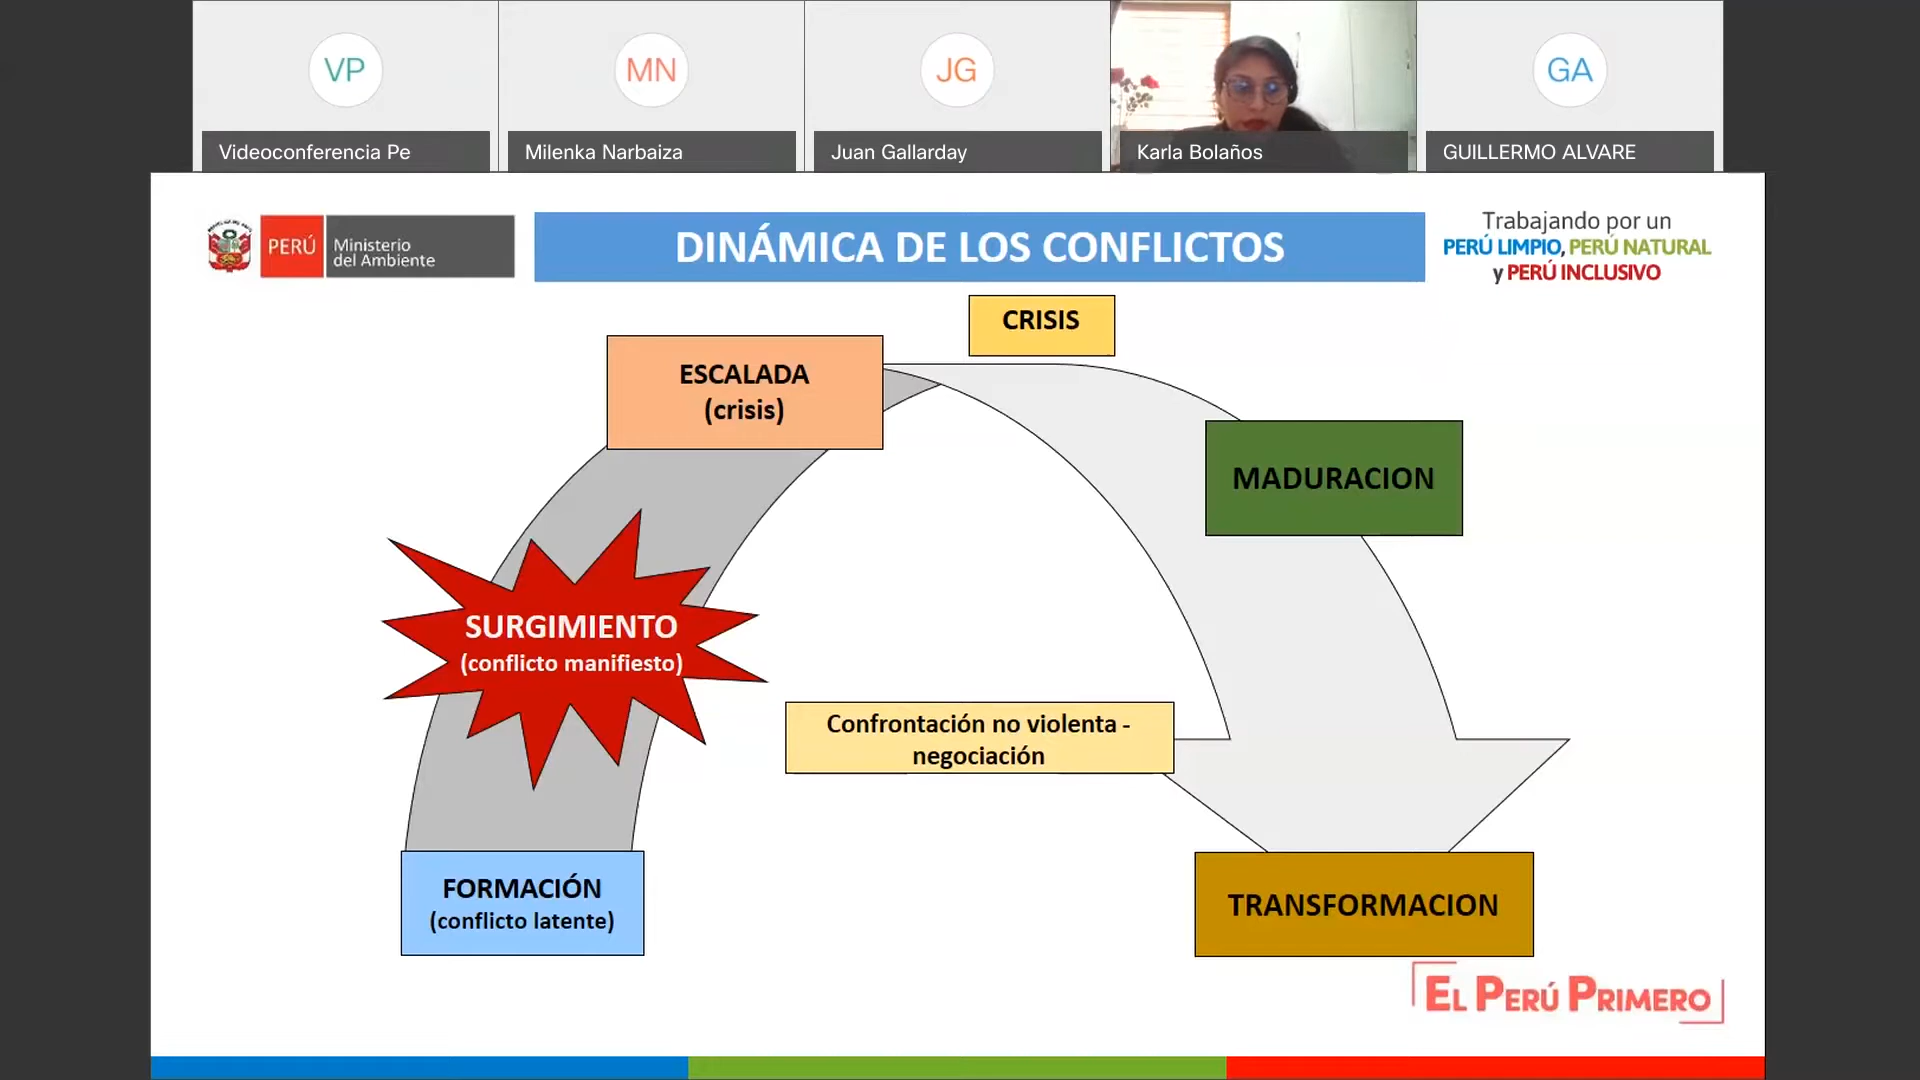 VP
MN
JG
GA
Videoconferencia Pe
Milenka Narbaiza
Juan Gallarday
Karla Bolaños
GUILLERMO ALVARE
PERÚ
Ministerio
del Ambiente
DINÁMICA DE LOS CONFLICTOS
Trabajando por un
PERÚ LIMPIO, PERÚ NATURAL
y PERÚ INCLUSIVO
CRISIS
ESCALADA
(crisis)
MADURACION
SURGIMIENTO
(conflicto manifiesto)
Confrontación no violenta -
negociación
FORMACIÓN
(conflicto latente)
TRANSFORMACION
EL PERÚ PRIMERO